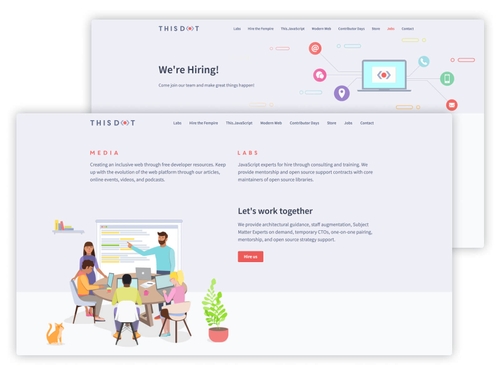 THIS DOT
Labs Hire the Fempire This.JavaScript Modern Web Contributor Days Store Jobs Contact
We're Hiring!
Come join our team and make great things happen!
THIS DOT
Labs Hire the Fempire This.JavaScript Modern Web Contributor Days Store Jobs Contact
MEDIA
Creating an inclusive web through free developer resources. Keep
up with the evolution of the web platform through our articles,
online events, videos, and podcasts.
LABS
JavaScript experts for hire through consulting and training. We
provide mentorship and open source support contracts with core
maintainers of open source libraries.
Let's work together
We provide architectural guidance, staff augmentation, Subject
Matter Experts on demand, temporary CTOs, one-on-one pairing,
mentorship, and open source strategy support.
Hire us